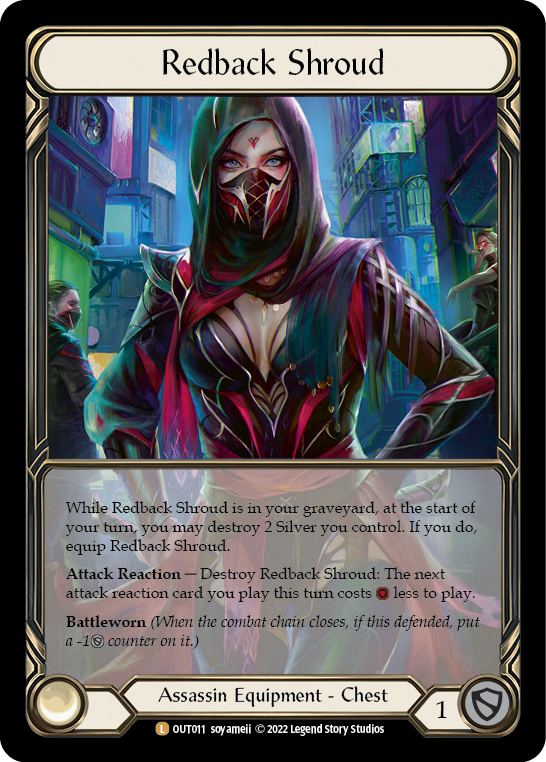 Redback Shroud
While Redback Shroud is in your graveyard, at the start of
your turn, you may destroy 2 Silver you control. If you do,
equip Redback Shroud.
Attack Reaction — Destroy Redback Shroud: The next
attack reaction card you play this turn costs less to play.
Battleworn (When the combat chain closes, if this defended, put
a -1 counter on it.)
Assassin Equipment - Chest
1
L OUT011 soyameii © 2022 Legend Story Studios